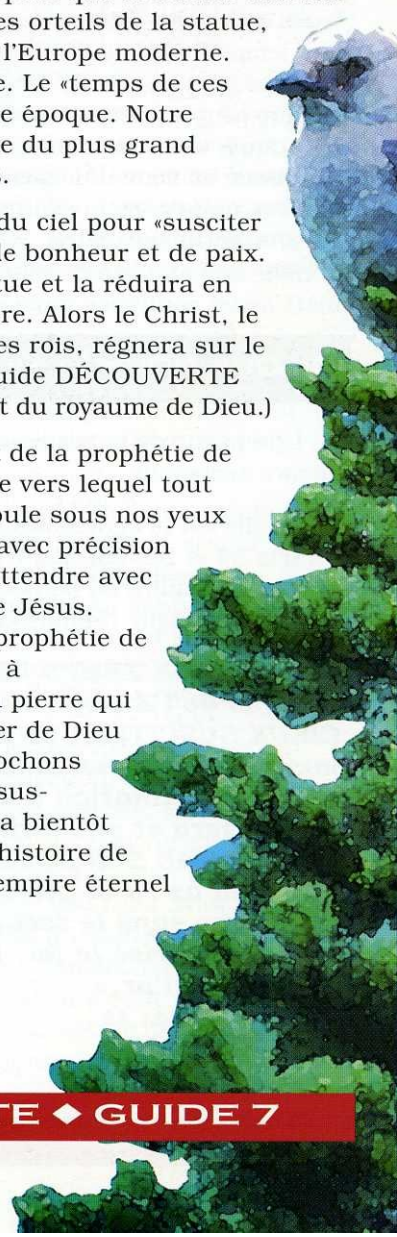 es orteils de la statue,
l'Europe moderne.
e. Le «temps de ces
e époque. Notre
e du plus grand
s.
du ciel pour «susciter
le bonheur et de paix.
tue et la réduira en
re. Alors le Christ, le
es rois, régnera sur le
uide DÉCOUVERTE
t du royaume de Dieu.)
t de la prophétie de
e vers lequel tout
oule sous nos yeux
avec précision
ttendre avec
e Jésus.
prophétie de
à
pierre qui
er de Dieu
ochons
sus-
a bientôt
histoire de
empire éternel
TE ◆ GUIDE 7